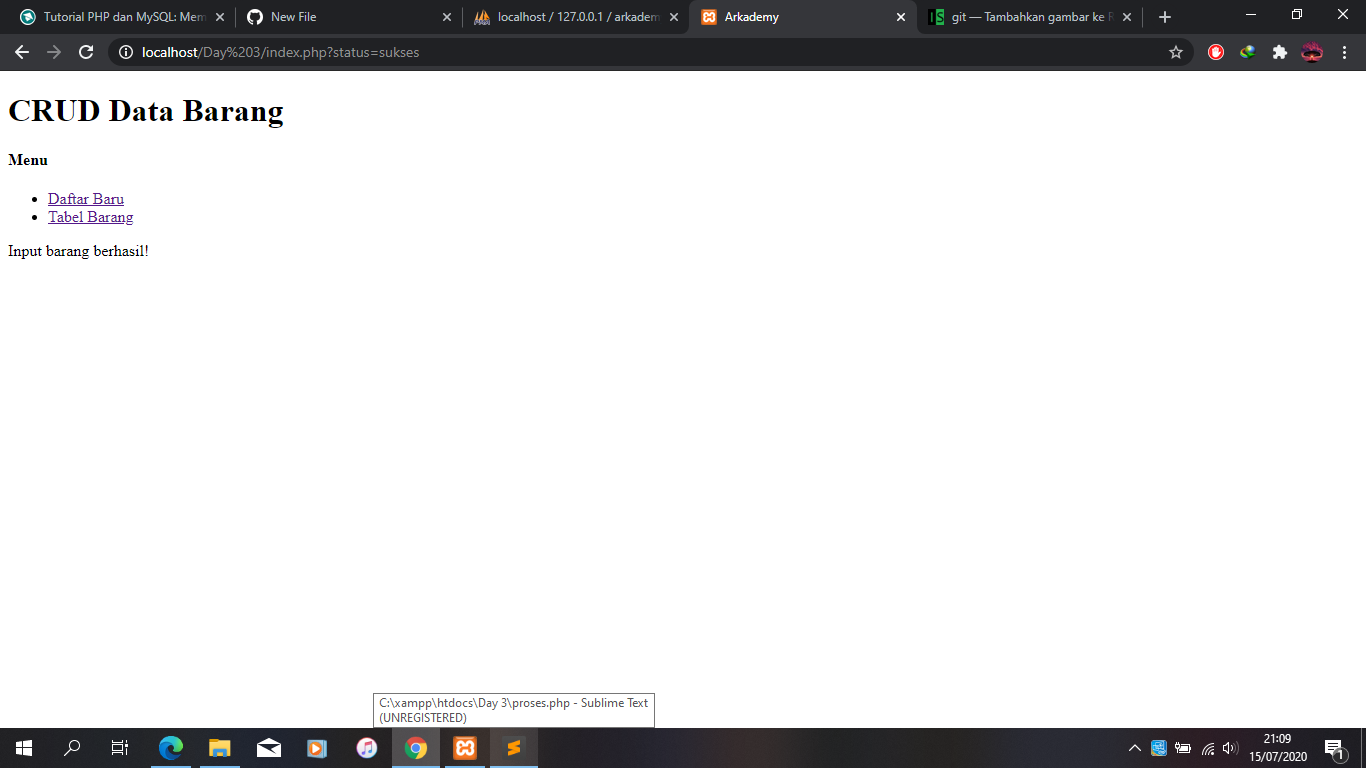 Tutorial PHP dan MySQL: Mem
New File
localhost / 127.0.0.1 / arkadem
Arkademy
git — Tambahkan gambar ke R
localhost/Day%203/index.php?status=sukses
CRUD Data Barang
Menu
Daftar Baru
Tabel Barang
Input barang berhasil!
C:\xampp\htdocs\Day 3\proses.php - Sublime Text
(UNREGISTERED)
21:09
15/07/2020
1